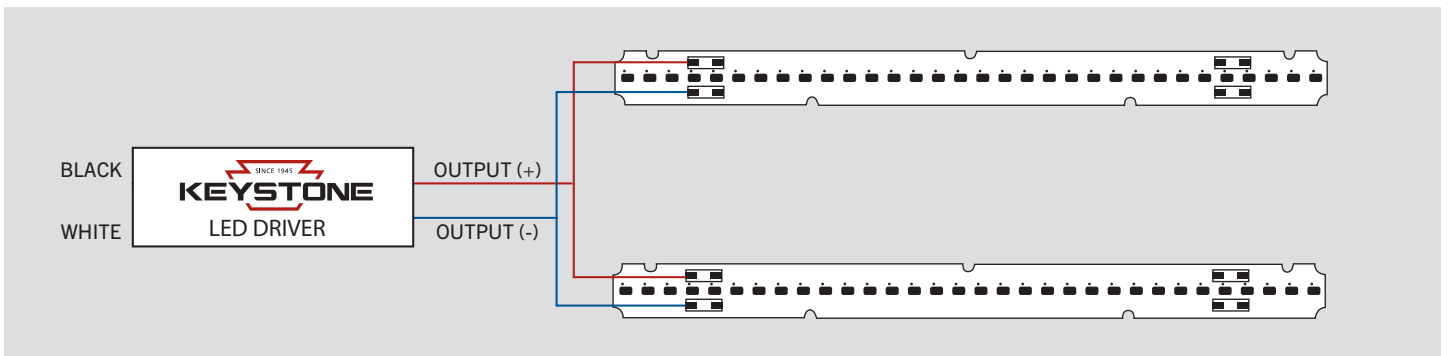 BLACK
SINCE 1945
KEYSTONE
LED DRIVER
WHITE
OUTPUT (+)
OUTPUT (-)